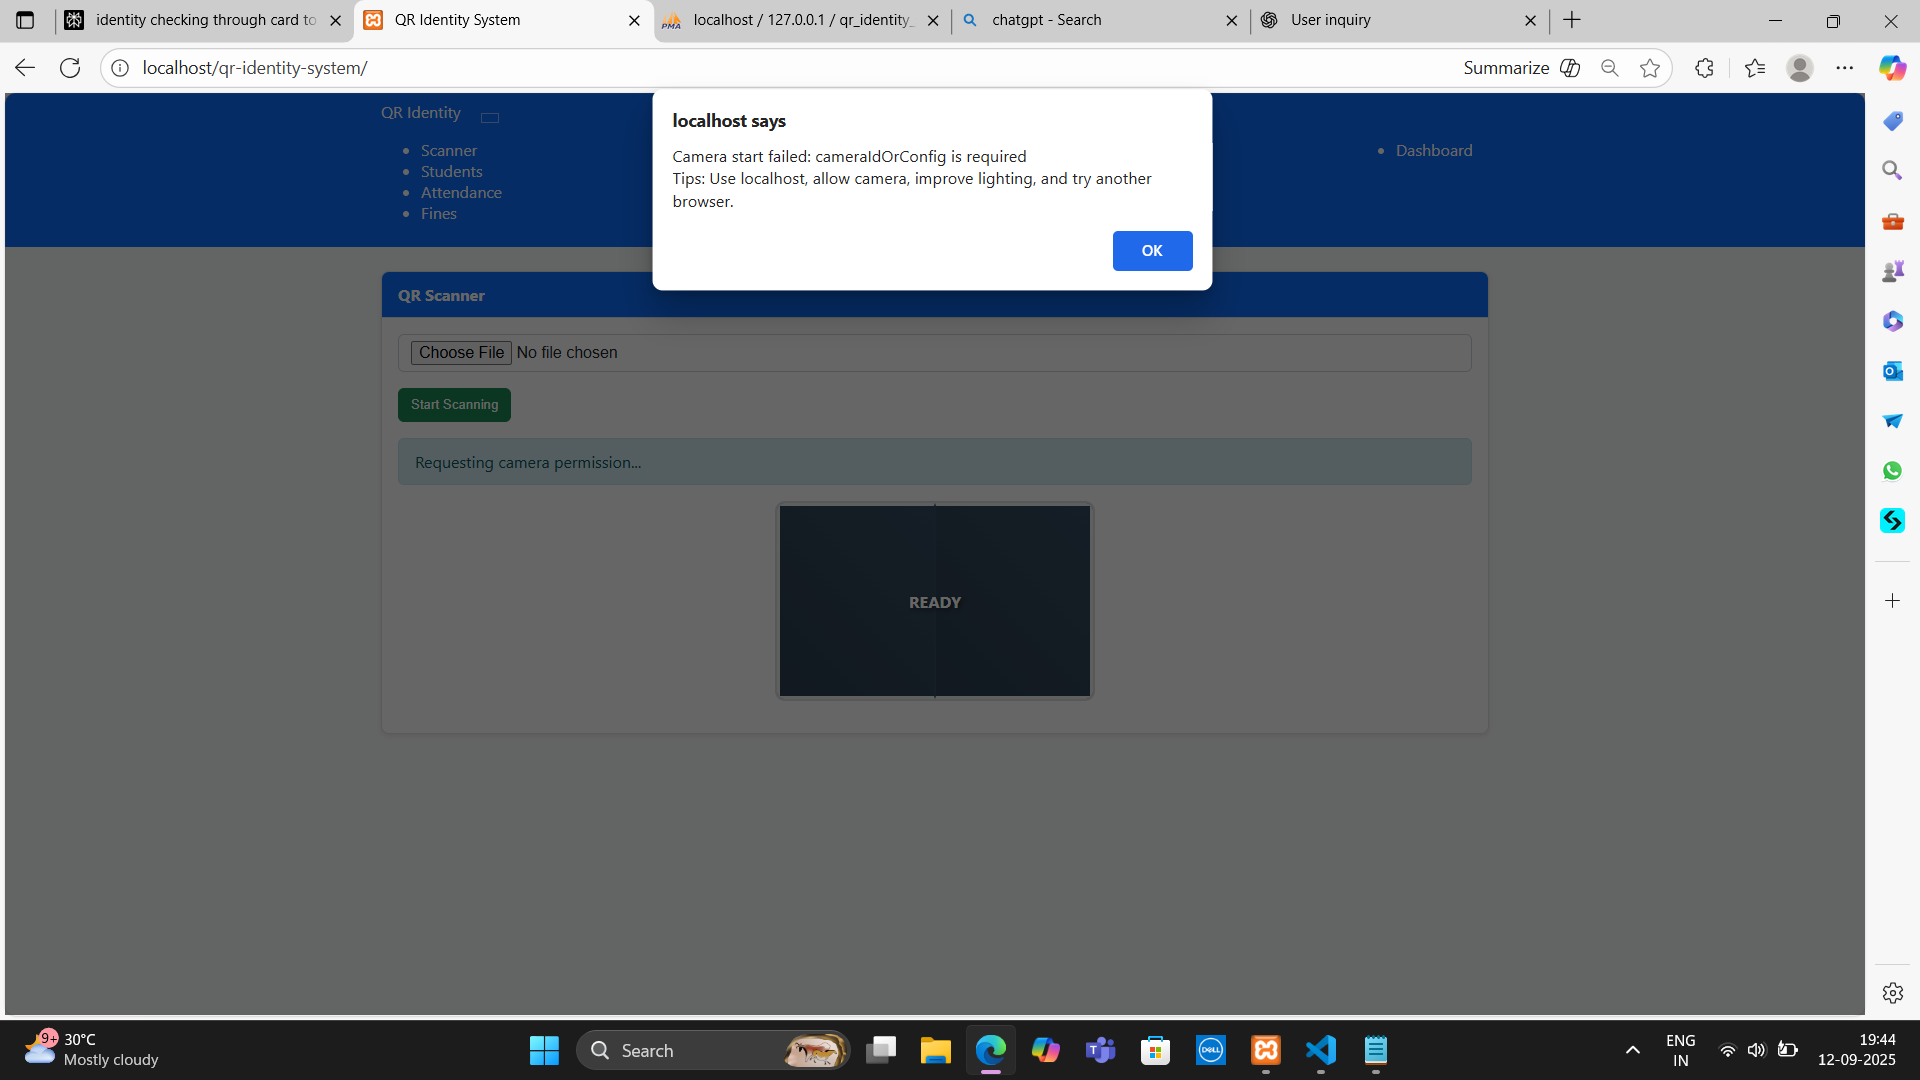 identity checking through card to
QR Identity System
localhost / 127.0.0.1 / qr_identity_
chatgpt - Search
User inquiry
localhost/qr-identity-system/
Summarize
QR Identity
Scanner
Students
Attendance
Fines
Dashboard
localhost says
Camera start failed: cameraIdOrConfig is required
Tips: Use localhost, allow camera, improve lighting, and try another
browser.
OK
QR Scanner
Choose File No file chosen
Start Scanning
Requesting camera permission...
READY
9+
30°C
Mostly cloudy
Search
DELL
ENG
IN
19:44
12-09-2025